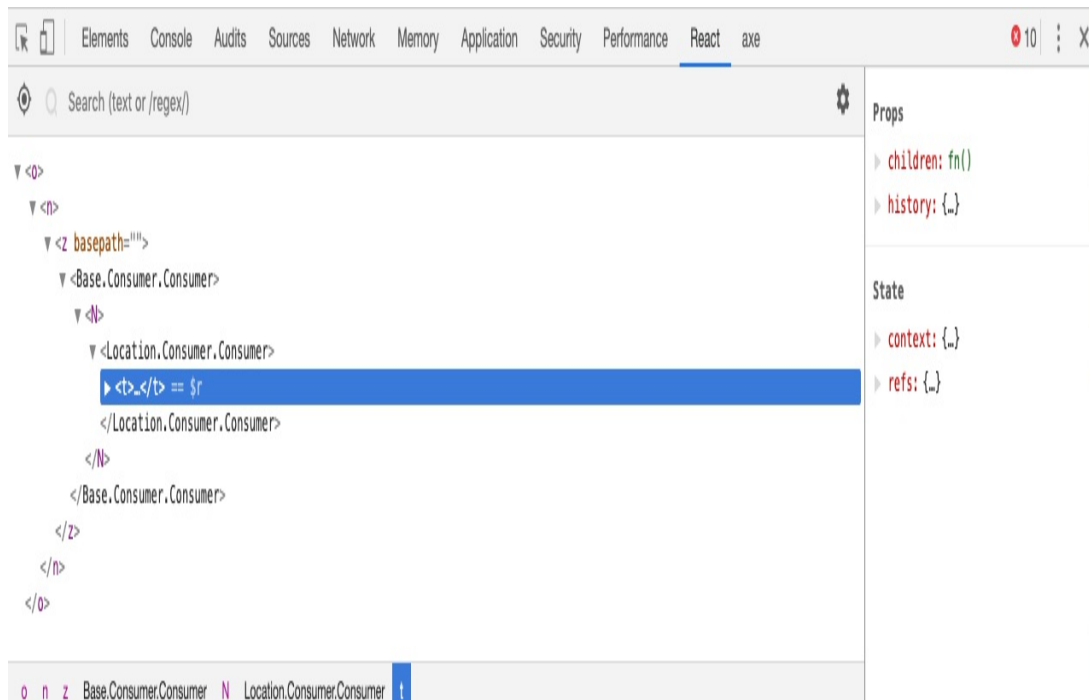 Elements Console Audits Sources Network Memory Application Security Performance React axe 10
Search (text or /regex/)
<o>
<n>
<z basepath="">
<Base.Consumer.Consumer>
<N>
<Location.Consumer.Consumer>
<t>…</t> == $r
</Location.Consumer.Consumer>
</N>
</Base.Consumer.Consumer>
</z>
</n>
</o>
o n z Base.Consumer.Consumer N Location.Consumer.Consumer t
Props
children: fn()
history: {…}
State
context: {…}
refs: {…}